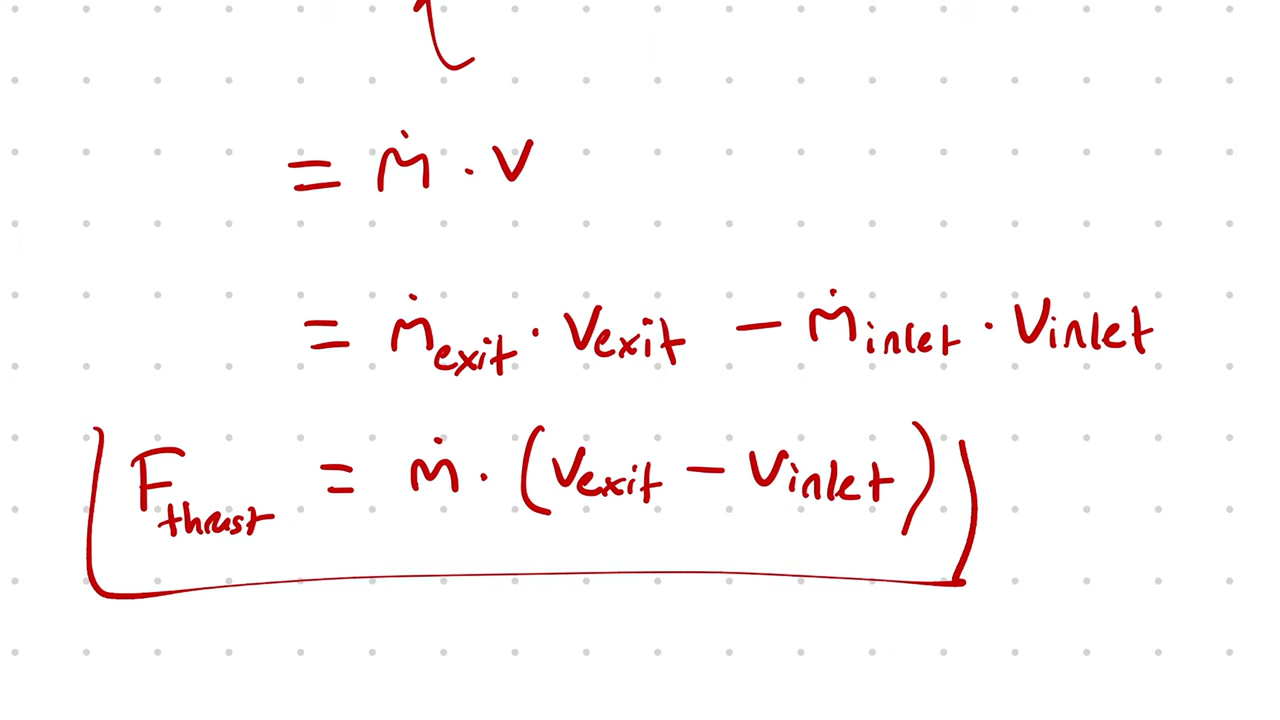 = ṁ · v
= ṁexit · Vexit − ṁinlet · Vinlet
Fthrust = ṁ · (Vexit − Vinlet)